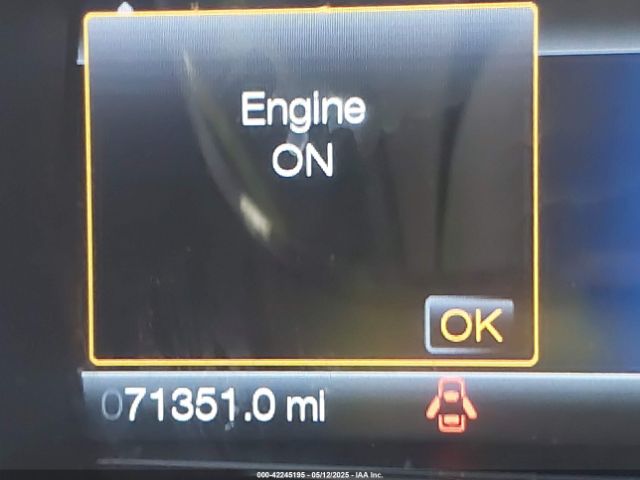 Engine
ON
OK
071351.0 mi
000-42245195 - 05/12/2025 - IAA Inc.